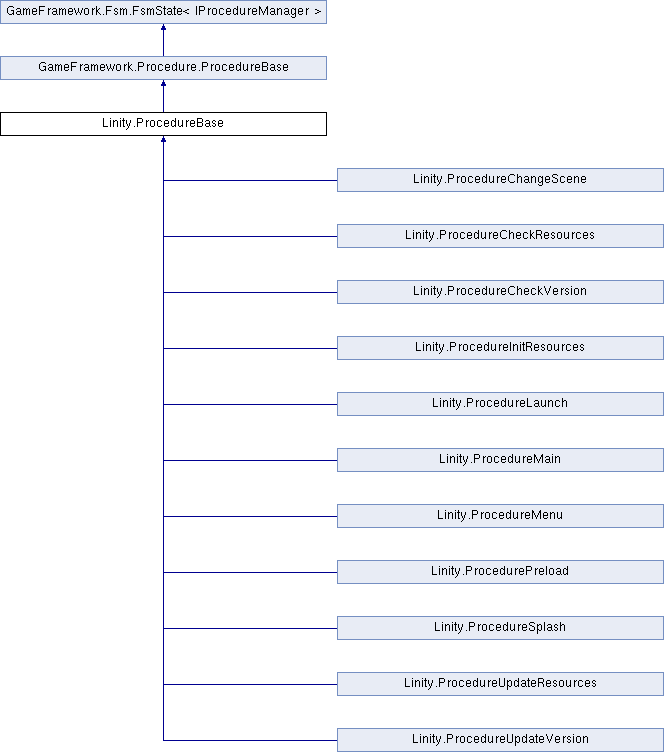 GameFramework.Fsm.FsmState< IProcedureManager >
GameFramework.Procedure.ProcedureBase
Linity.ProcedureBase
Linity.ProcedureChangeScene
Linity.ProcedureCheckResources
Linity.ProcedureCheckVersion
Linity.ProcedureInitResources
Linity.ProcedureLaunch
Linity.ProcedureMain
Linity.ProcedureMenu
Linity.ProcedurePreload
Linity.ProcedureSplash
Linity.ProcedureUpdateResources
Linity.ProcedureUpdateVersion